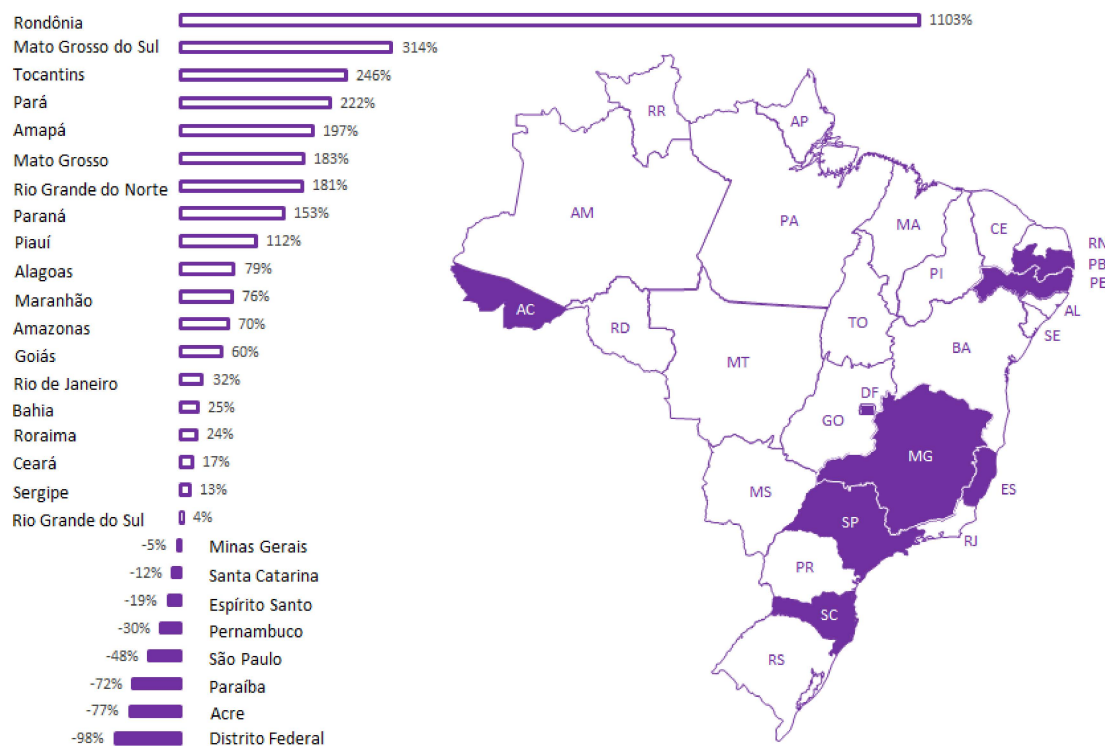 Rondônia 1103%
Mato Grosso do Sul 314%
Tocantins 246%
Pará 222%
Amapá 197%
Mato Grosso 183%
Rio Grande do Norte 181%
Paraná 153%
Piauí 112%
Alagoas 79%
Maranhão 76%
Amazonas 70%
Goiás 60%
Rio de Janeiro 32%
Bahia 25%
Roraima 24%
Ceará 17%
Sergipe 13%
Rio Grande do Sul 4%
-5% Minas Gerais
-12% Santa Catarina
-19% Espírito Santo
-30% Pernambuco
-48% São Paulo
-72% Paraíba
-77% Acre
-98% Distrito Federal
RR
AP
AM
PA
MA
CE
RN
PB
PE
PI
AC
AL
RD
TO
SE
MT
BA
DF
GO
MG
ES
MS
SP
RJ
PR
SC
RS